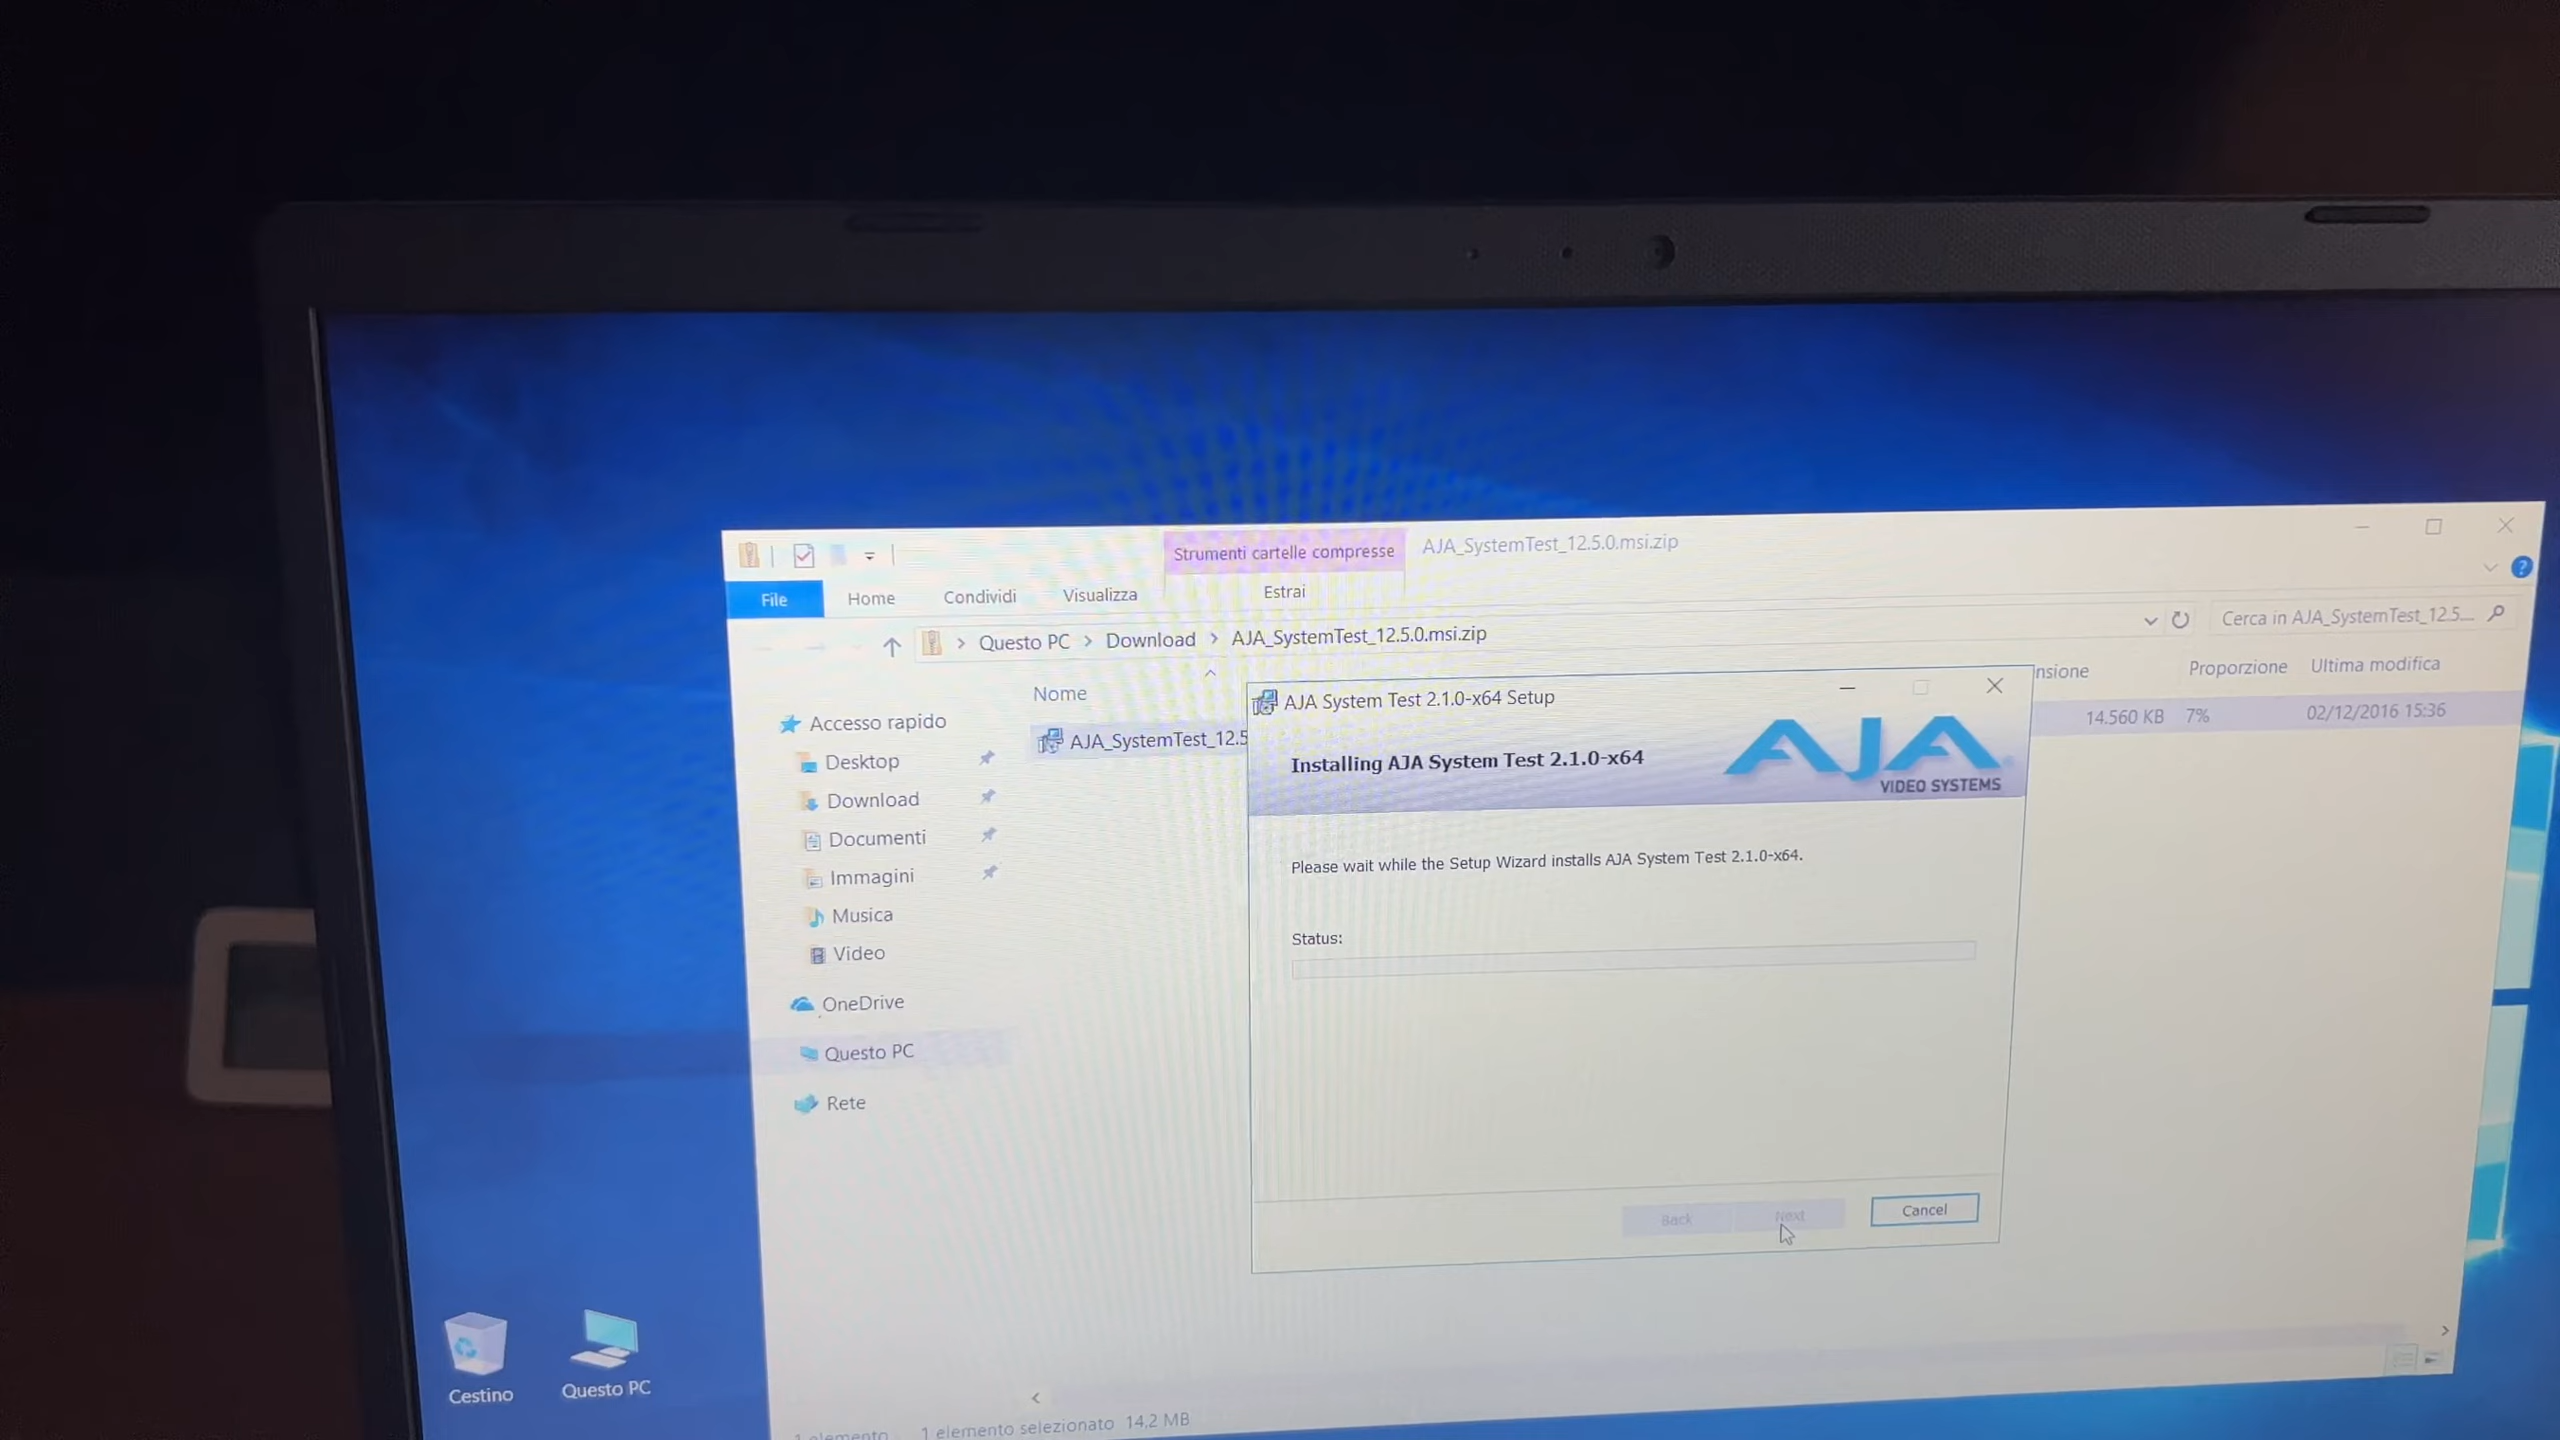 Strumenti cartelle compresse
AJA_SystemTest_12.5.0.msi.zip
File
Home
Condividi
Visualizza
Estrai
Questo PC > Download > AJA_SystemTest_12.5.0.msi.zip
Cerca in AJA_SystemTest_12.5....
Nome
nsione
Proporzione
Ultima modifica
AJA_SystemTest_12.5
14.560 KB
7%
02/12/2016 15:36
Accesso rapido
Desktop
Download
Documenti
Immagini
Musica
Video
OneDrive
Questo PC
Rete
AJA System Test 2.1.0-x64 Setup
Installing AJA System Test 2.1.0-x64
AJA
VIDEO SYSTEMS
Please wait while the Setup Wizard installs AJA System Test 2.1.0-x64.
Status:
Back
Next
Cancel
Cestino
Questo PC
1 elemento
1 elemento selezionato 14,2 MB